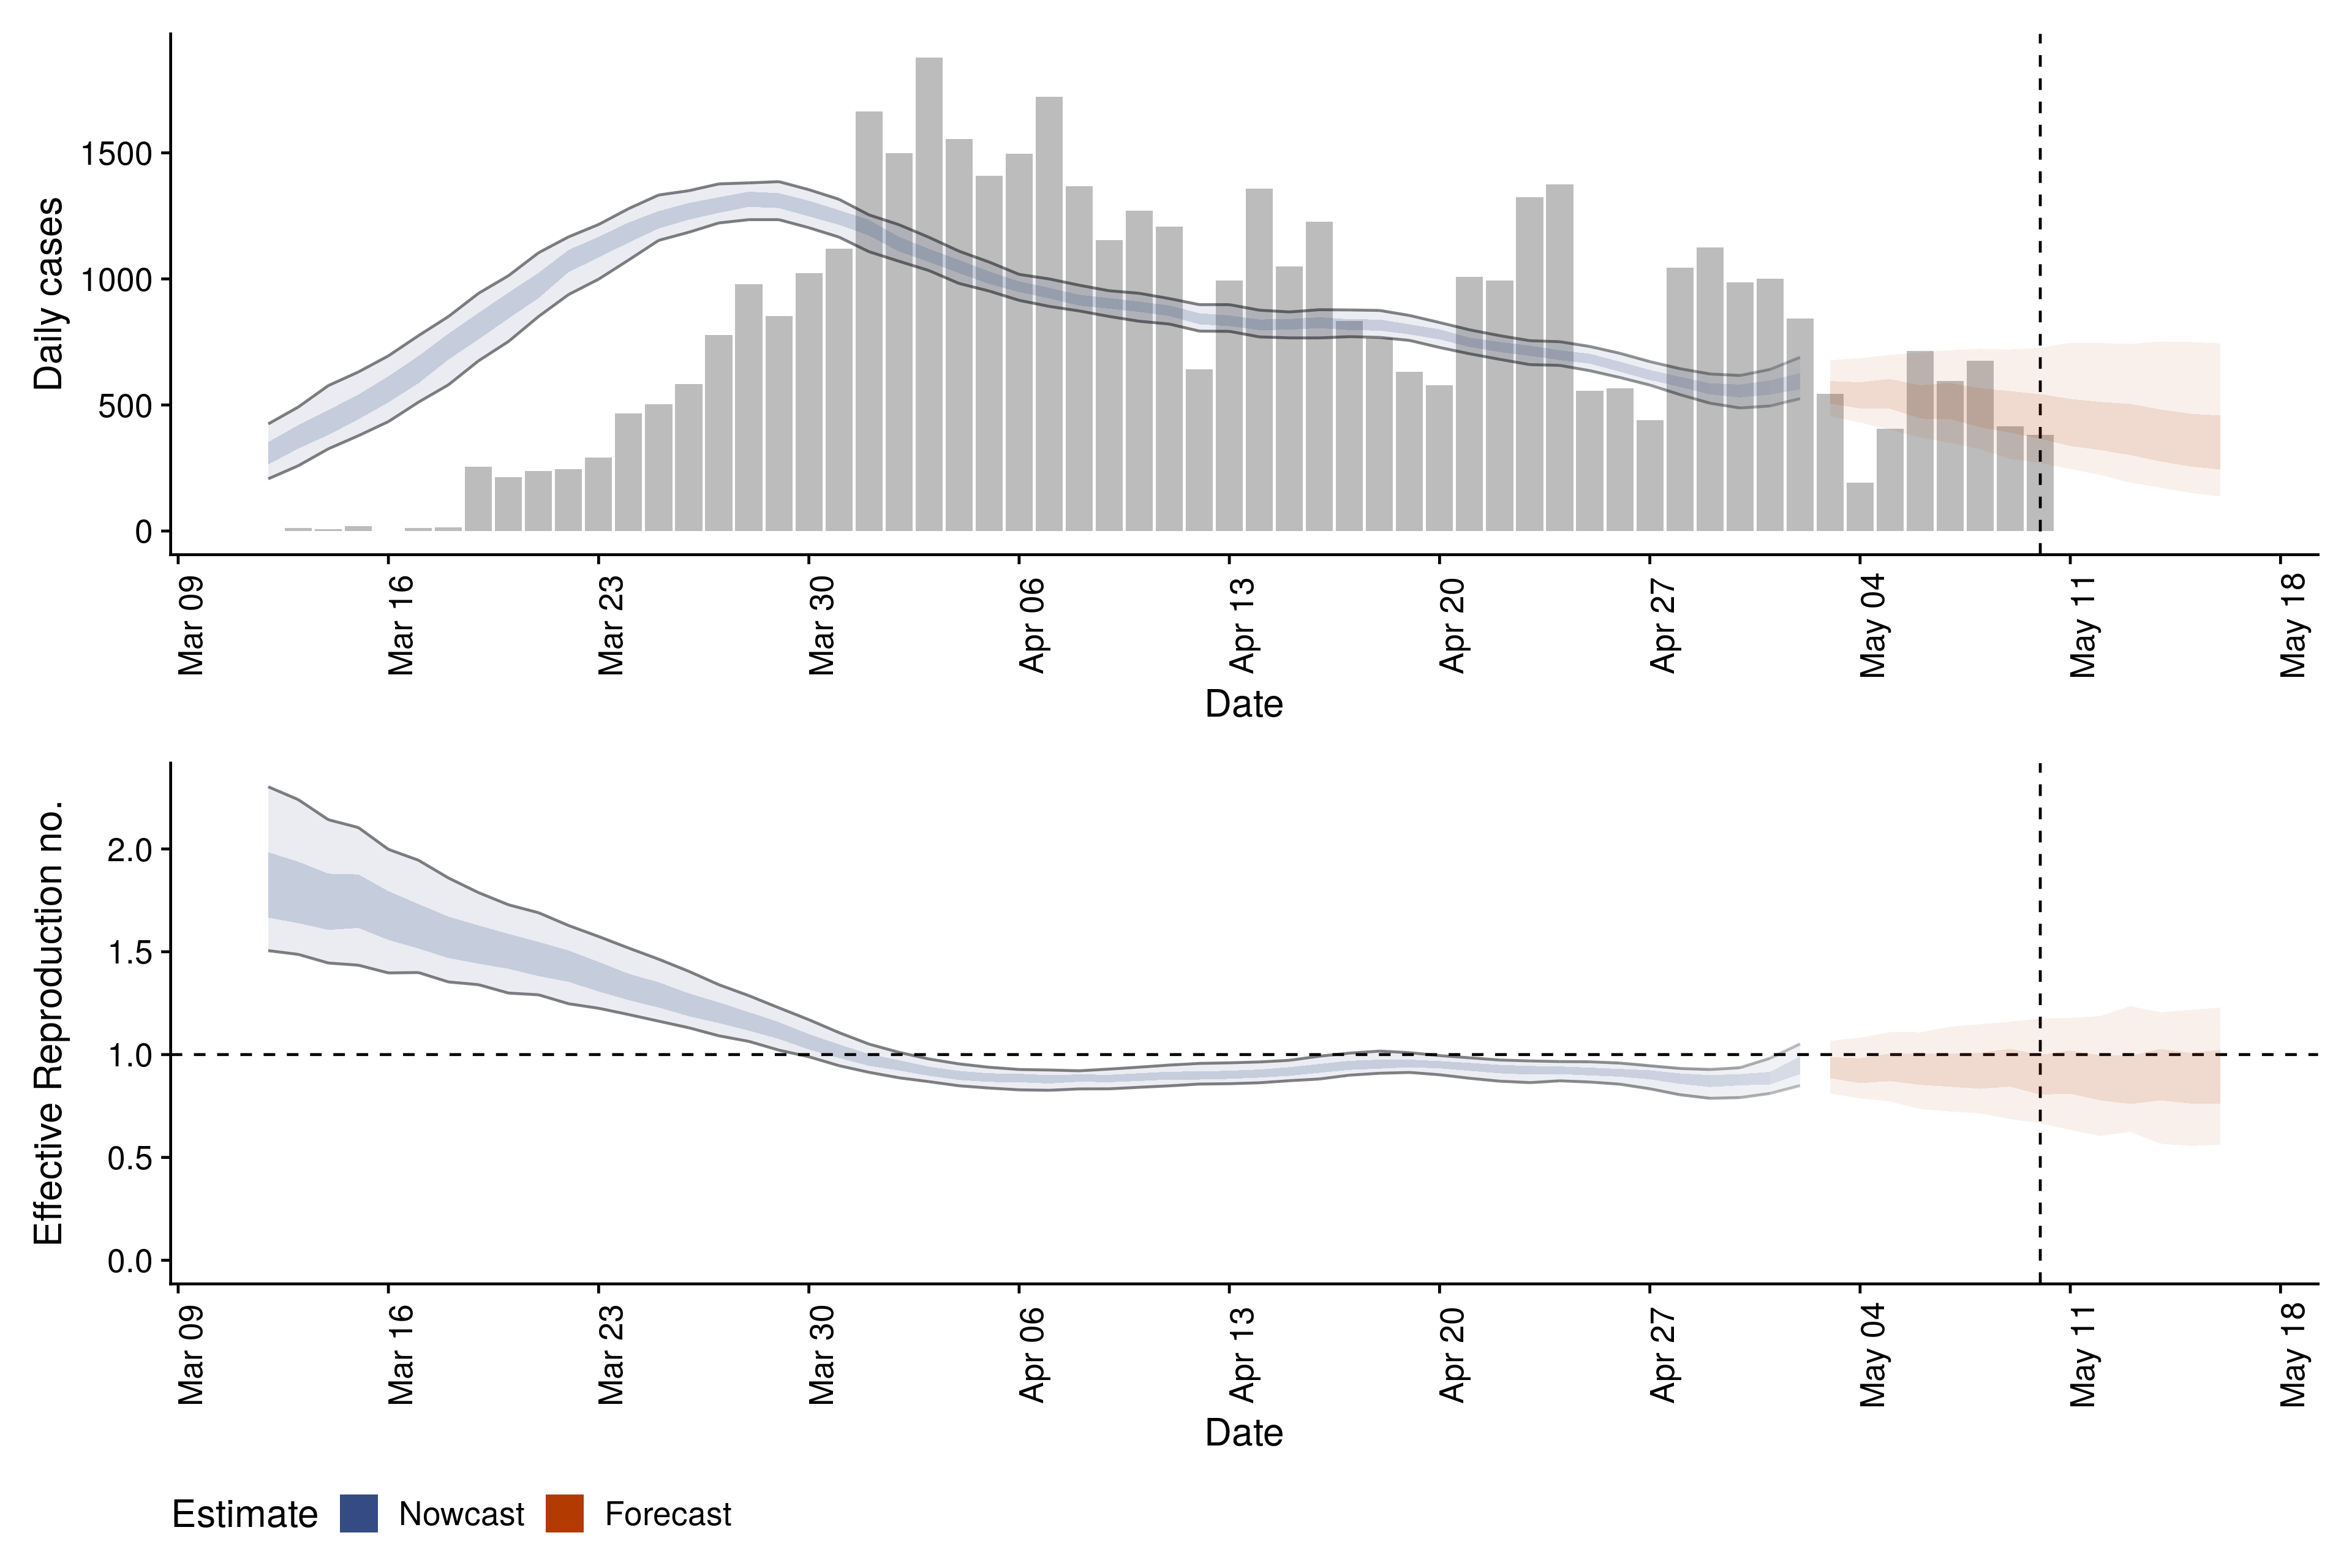 Daily cases
1500
1000
500
0
Mar 09
Mar 16
Mar 23
Mar 30
Apr 06
Apr 13
Apr 20
Apr 27
May 04
May 11
May 18
Date
Effective Reproduction no.
2.0
1.5
1.0
0.5
0.0
Mar 09
Mar 16
Mar 23
Mar 30
Apr 06
Apr 13
Apr 20
Apr 27
May 04
May 11
May 18
Date
Estimate Nowcast Forecast